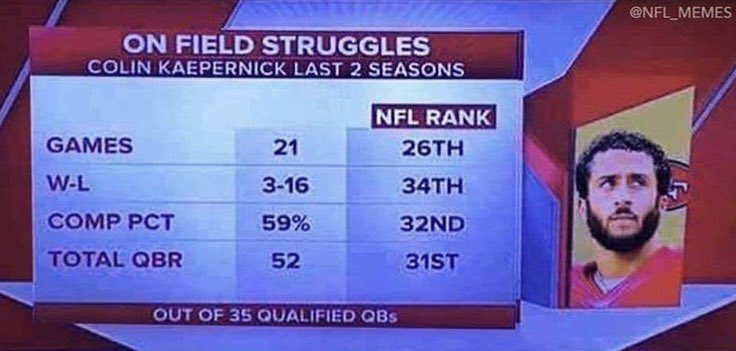 @NFL_MEMES
ON FIELD STRUGGLES
COLIN KAEPERNICK LAST 2 SEASONS
NFL RANK
GAMES 21 26TH
W-L 3-16 34TH
COMP PCT 59% 32ND
TOTAL QBR 52 31ST
OUT OF 35 QUALIFIED QBs